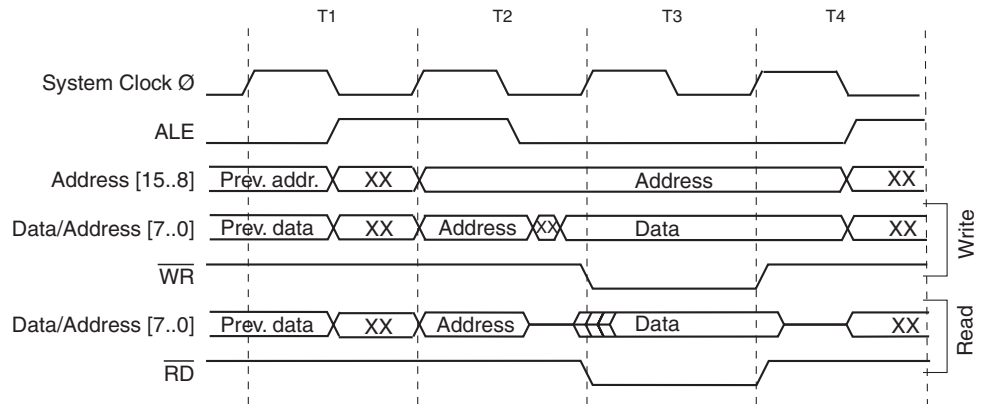 T1 T2 T3 T4
System Clock Ø
ALE
Address [15..8] Prev. addr. XX Address XX
Data/Address [7..0] Prev. data XX Address XX Data XX
WR
Write
Data/Address [7..0] Prev. data XX Address Data XX
RD
Read